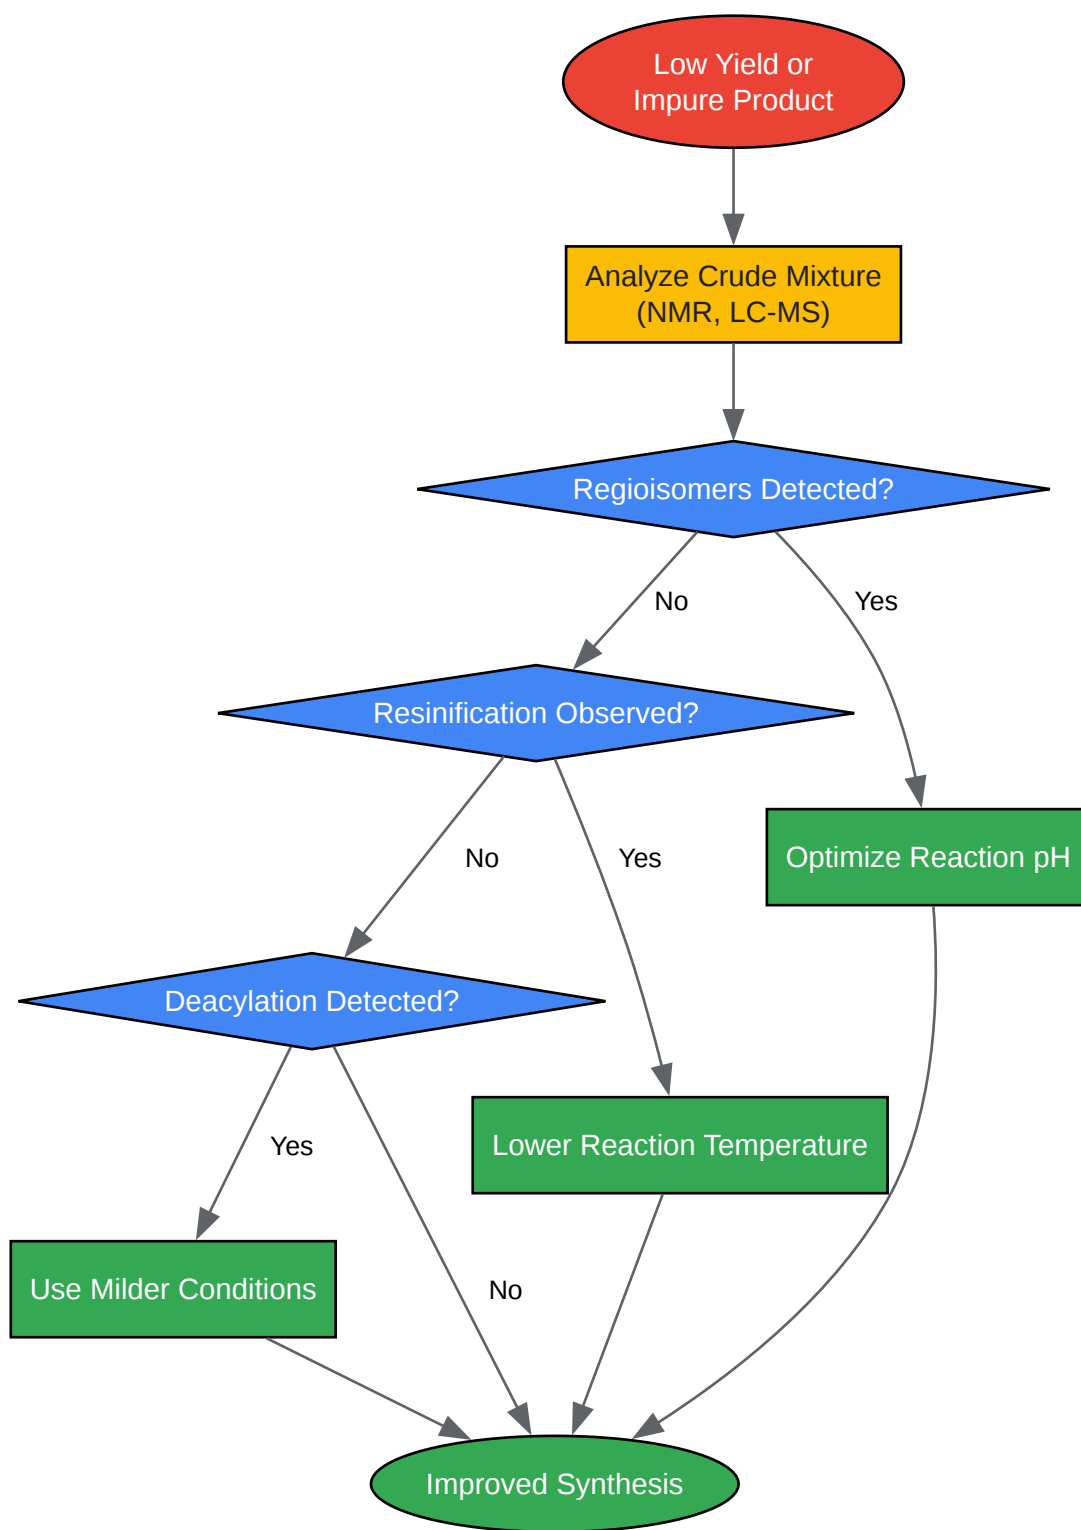 Low Yield or
Impure Product
Analyze Crude Mixture
(NMR, LC-MS)
Regioisomers Detected?
No
Yes
Resinification Observed?
No
Yes
Optimize Reaction pH
Deacylation Detected?
Yes
Lower Reaction Temperature
Use Milder Conditions
No
Improved Synthesis